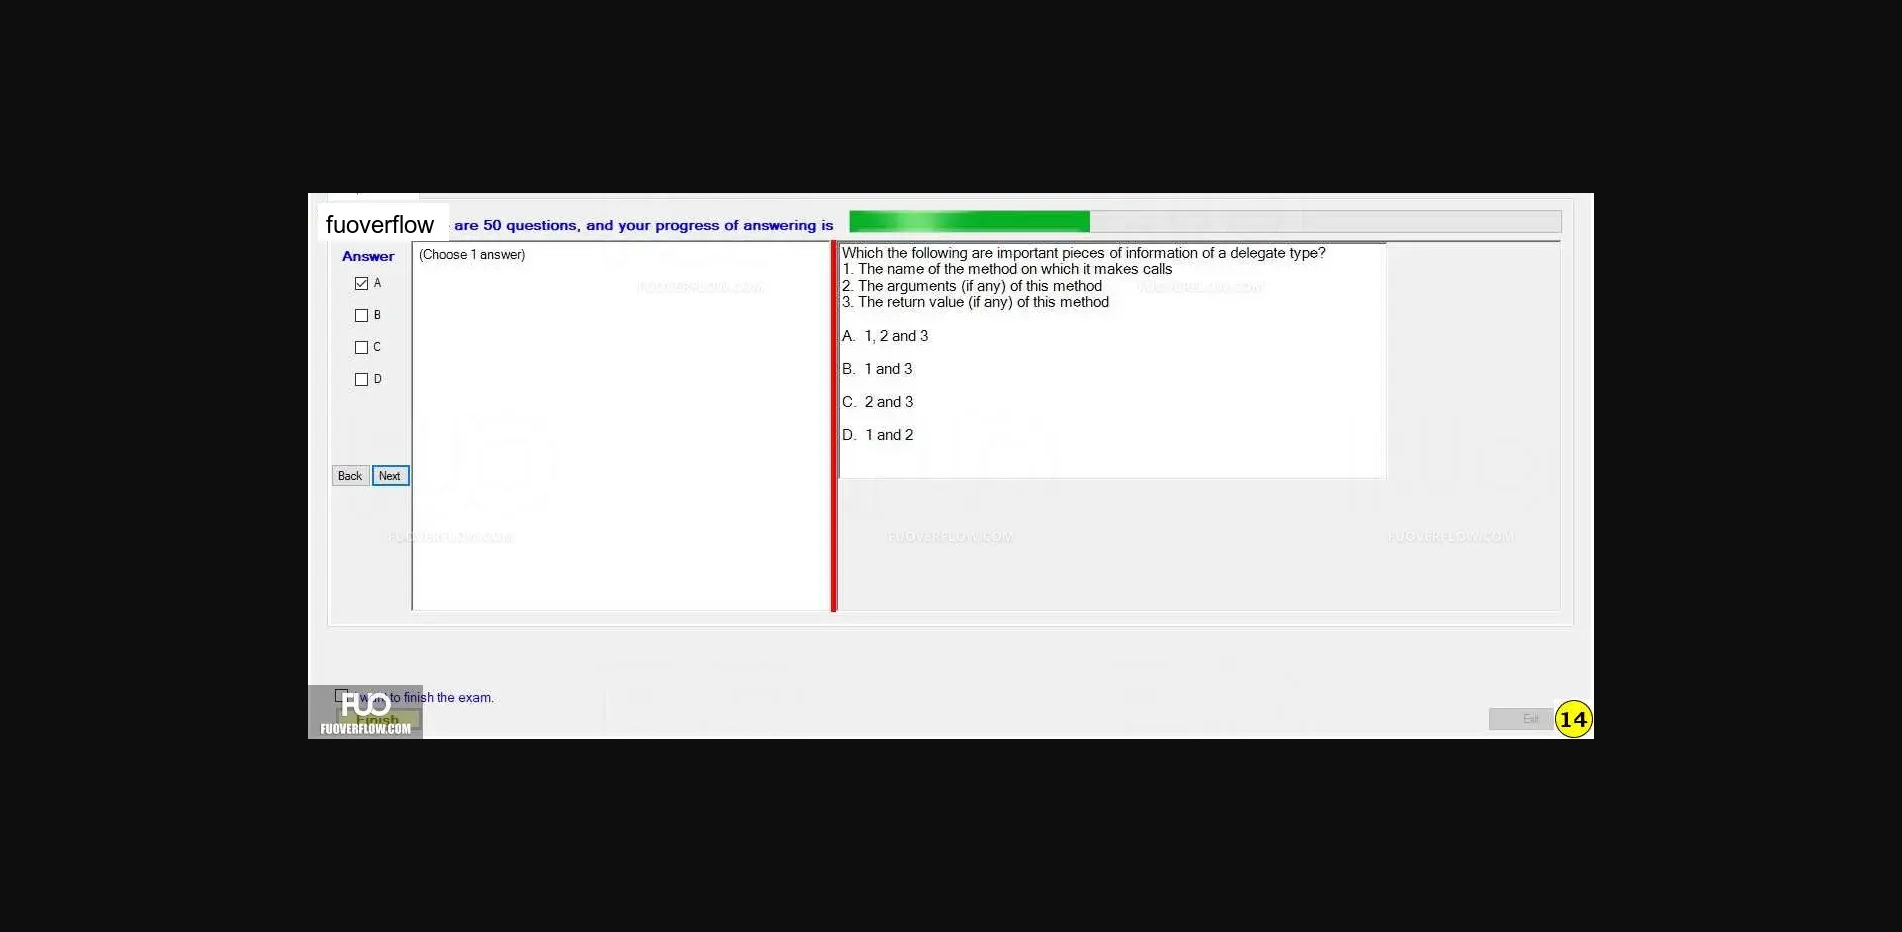 fuoverflow
are 50 questions, and your progress of answering is
Answer
(Choose 1 answer)
A
B
C
D
Back
Next
Which the following are important pieces of information of a delegate type?
1. The name of the method on which it makes calls
2. The arguments (if any) of this method
3. The return value (if any) of this method
A. 1, 2 and 3
B. 1 and 3
C. 2 and 3
D. 1 and 2
FUOVERFLOW.COM
FUOVERFLOW.COM
FUOVERFLOW.COM
FUOVERFLOW.COM
FUOVERFLOW.COM
want to finish the exam.
FUO
Finish
FUOVERFLOW.COM
Exit
14